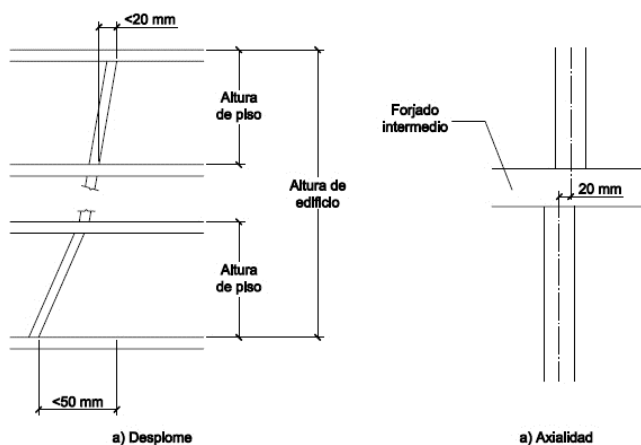 <20 mm
Altura
de piso
Altura de
edificio
Altura
de piso
<50 mm
a) Desplome
Forjado
intermedio
20 mm
a) Axialidad